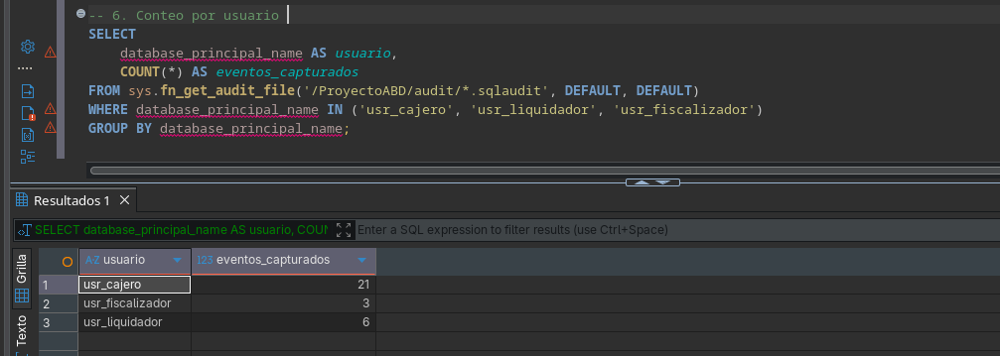 -- 6. Conteo por usuario
SELECT
database_principal_name AS usuario,
COUNT(*) AS eventos_capturados
FROM sys.fn_get_audit_file('/ProyectoABD/audit/*.sqlaudit', DEFAULT, DEFAULT)
WHERE database_principal_name IN ('usr_cajero', 'usr_liquidador', 'usr_fiscalizador')
GROUP BY database_principal_name;
Resultados 1
SELECT database_principal_name AS usuario, COUN
Enter a SQL expression to filter results (use Ctrl+Space)
Grilla
Texto
A-Z usuario 123 eventos_capturados
1 usr_cajero 21
2 usr_fiscalizador 3
3 usr_liquidador 6